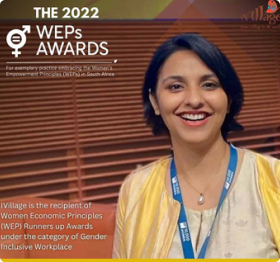 iVillage
THE 2022
WEPs
AWARDS
For exemplary practice embracing the Women's
Empowerment Principles (WEPs) in South Africa
iVillage is the recipient of
Women Economic Principles
(WEP) Runners up Awards
under the category of Gender
Inclusive Workplace